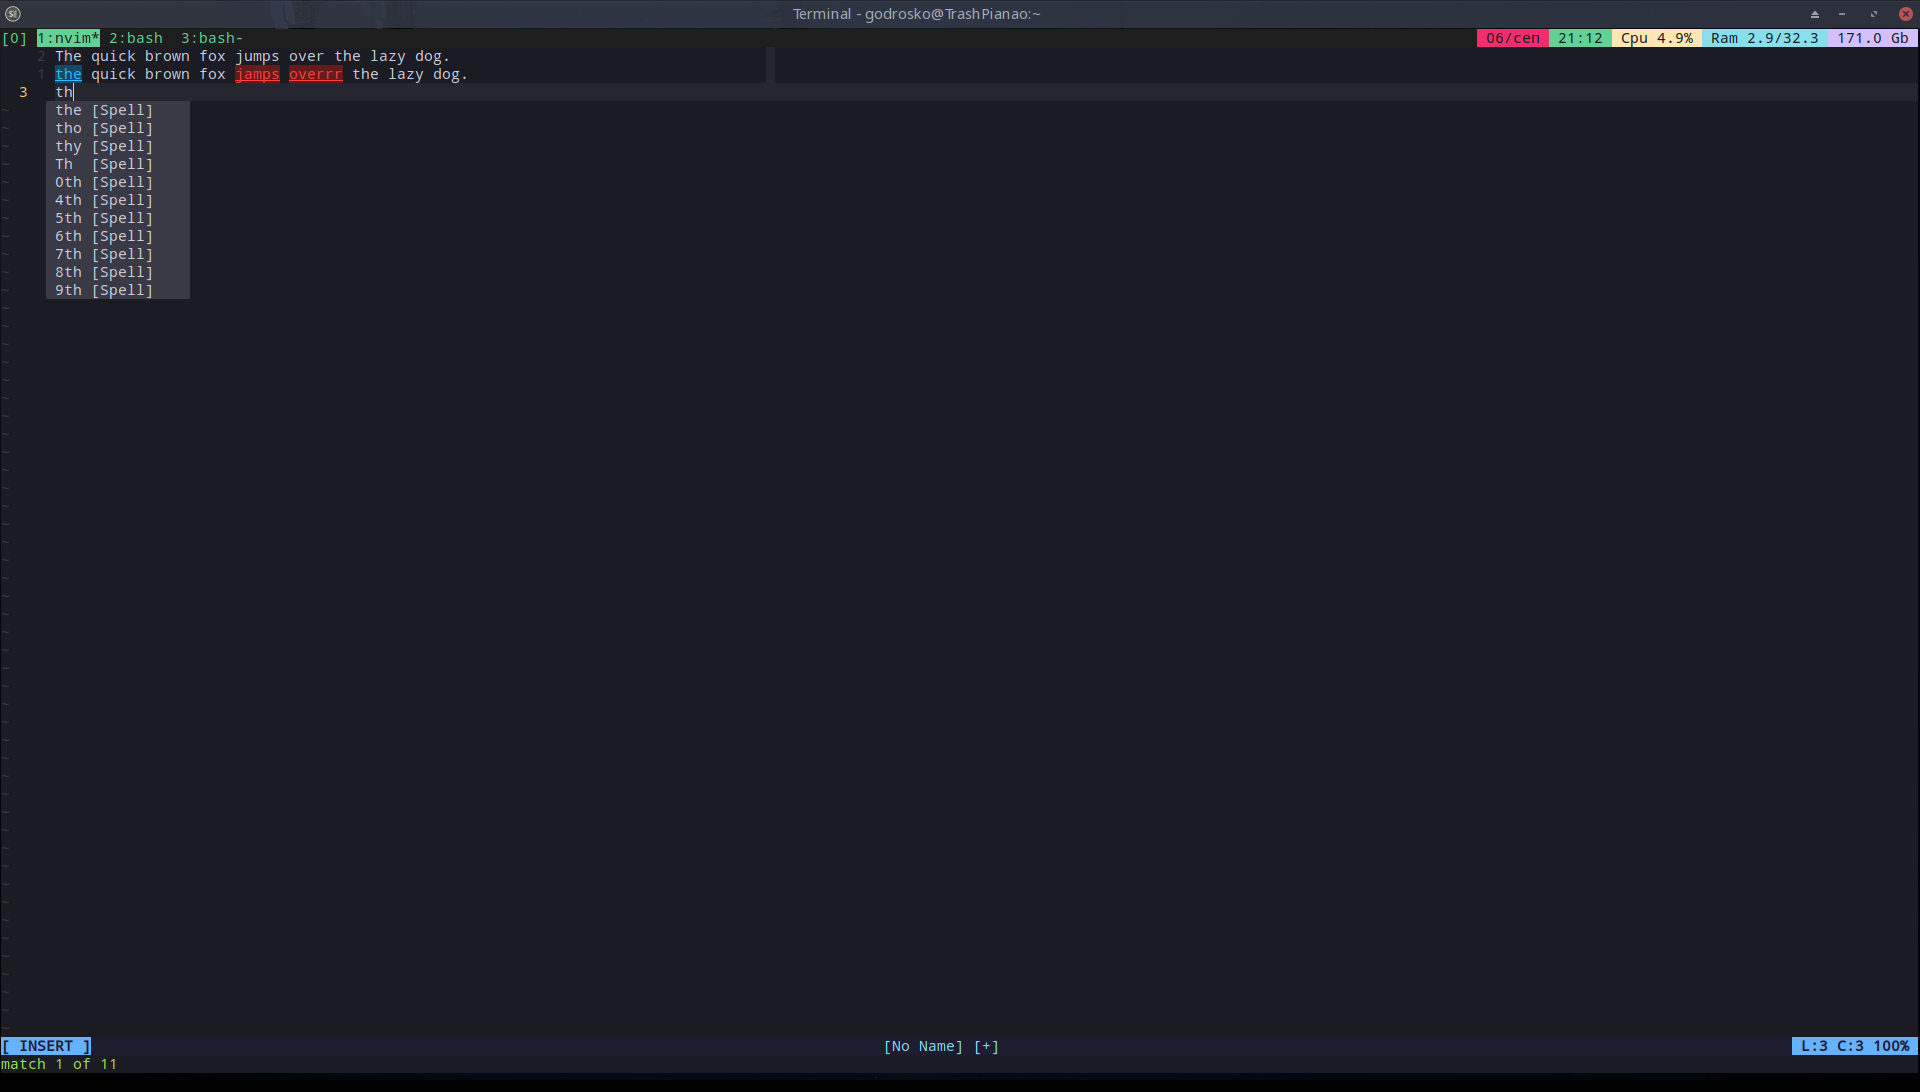 Terminal - godrosko@TrashPianao:~
[0] 1:nvim* 2:bash 3:bash- 06/сен 21:12 Cpu 4.9% Ram 2.9/32.3 171.0 Gb
2 The quick brown fox jumps over the lazy dog.
1 the quick brown fox jamps overrr the lazy dog.
3 th
~ the [Spell]
~ tho [Spell]
~ thy [Spell]
~ Th [Spell]
~ 0th [Spell]
~ 4th [Spell]
~ 5th [Spell]
~ 6th [Spell]
~ 7th [Spell]
~ 8th [Spell]
~ 9th [Spell]
[ INSERT ] [No Name] [+] L:3 C:3 100%
match 1 of 11